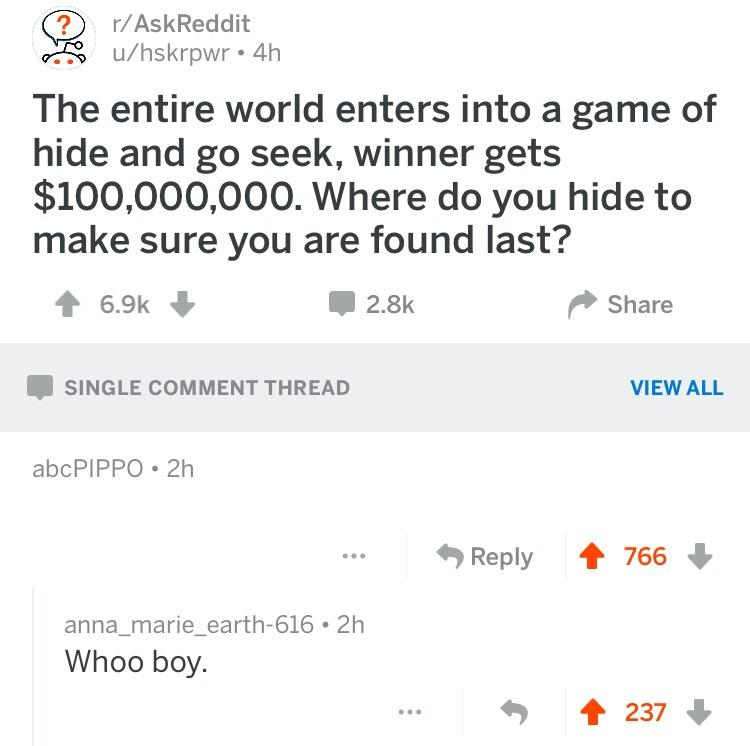 ?
r/AskReddit
u/hskrpwr • 4h
The entire world enters into a game of
hide and go seek, winner gets
$100,000,000. Where do you hide to
make sure you are found last?
6.9k 2.8k Share
SINGLE COMMENT THREAD VIEW ALL
abcPIPPO • 2h
... Reply 766
anna_marie_earth-616 • 2h
Whoo boy.
... 237